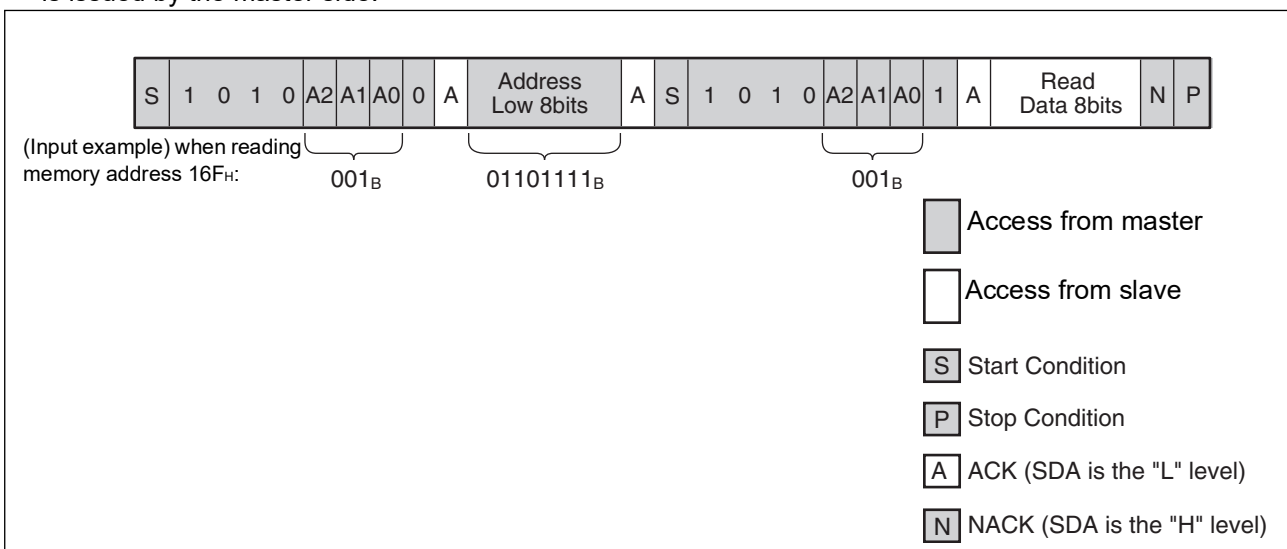 is issued by the master side.
S 1 0 1 0 A2 A1 A0 0 A Address Low 8bits A S 1 0 1 0 A2 A1 A0 1 A Read Data 8bits N P
(Input example) when reading
memory address 16FH: 001B 01101111B 001B
Access from master
Access from slave
S Start Condition
P Stop Condition
A ACK (SDA is the "L" level)
N NACK (SDA is the "H" level)